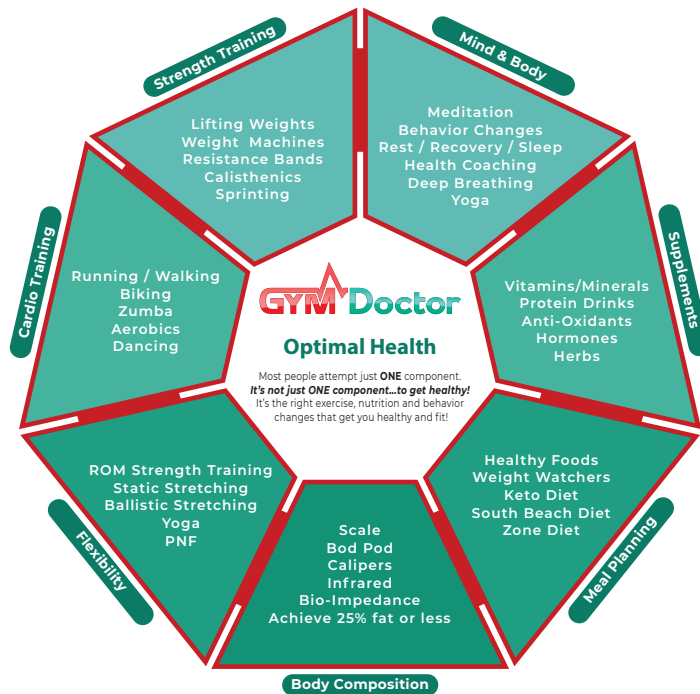 Strength Training
Lifting Weights
Weight Machines
Resistance Bands
Calisthenics
Sprinting
Mind & Body
Meditation
Behavior Changes
Rest / Recovery / Sleep
Health Coaching
Deep Breathing
Yoga
Cardio Training
Running / Walking
Biking
Zumba
Aerobics
Dancing
GYM Doctor
Optimal Health
Most people attempt just ONE component.
It's not just ONE component...to get healthy!
It's the right exercise, nutrition and behavior
changes that get you healthy and fit!
Supplements
Vitamins/Minerals
Protein Drinks
Anti-Oxidants
Hormones
Herbs
Flexibility
ROM Strength Training
Static Stretching
Ballistic Stretching
Yoga
PNF
Body Composition
Scale
Bod Pod
Calipers
Infrared
Bio-Impedance
Achieve 25% fat or less
Meal Planning
Healthy Foods
Weight Watchers
Keto Diet
South Beach Diet
Zone Diet